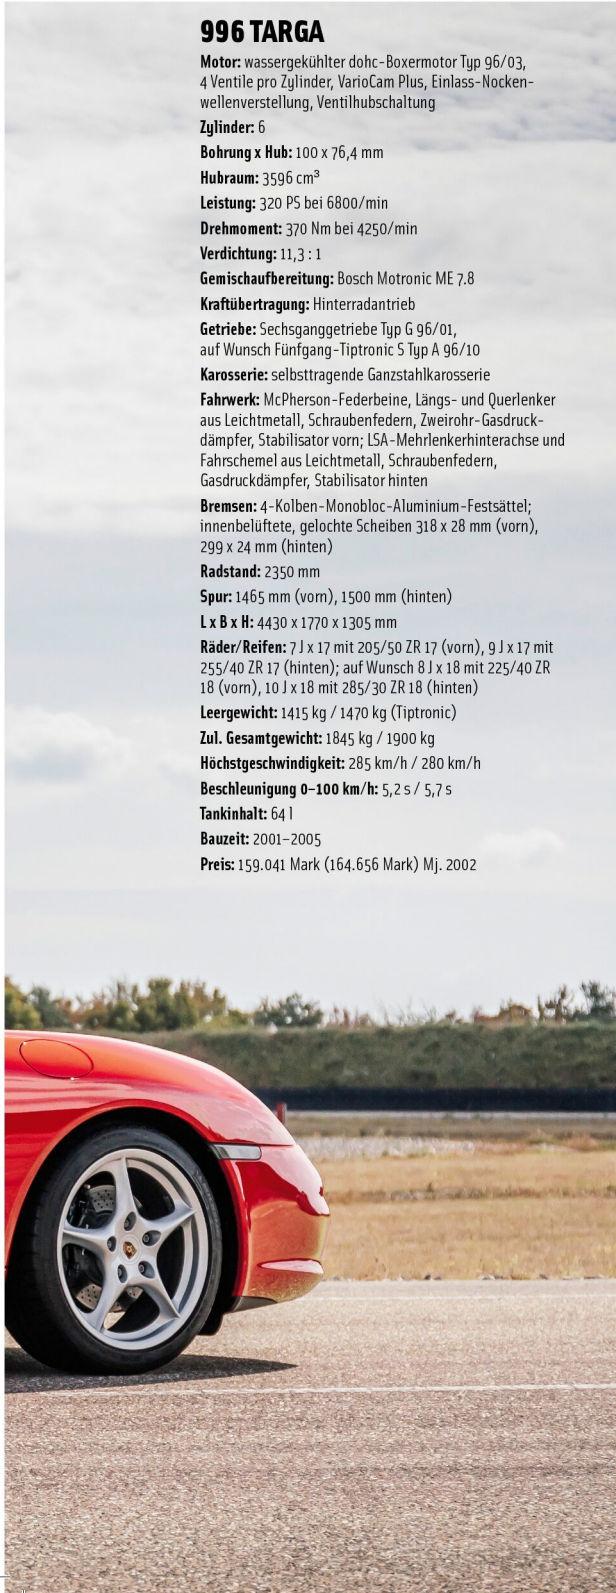 996 TARGA
Motor: wassergekühlter dohc-Boxermotor Typ 96/03,
4 Ventile pro Zylinder, VarioCam Plus, Einlass-Nocken-
wellenverstellung, Ventilhubschaltung
Zylinder: 6
Bohrung x Hub: 100 x 76,4 mm
Hubraum: 3596 cm³
Leistung: 320 PS bei 6800/min
Drehmoment: 370 Nm bei 4250/min
Verdichtung: 11,3 : 1
Gemischaufbereitung: Bosch Motronic ME 7.8
Kraftübertragung: Hinterradantrieb
Getriebe: Sechsganggetriebe Typ G 96/01,
auf Wunsch Fünfgang-Tiptronic S Typ A 96/10
Karosserie: selbsttragende Ganzstahlkarosserie
Fahrwerk: McPherson-Federbeine, Längs- und Querlenker
aus Leichtmetall, Schraubenfedern, Zweirohr-Gasdruck-
dämpfer, Stabilisator vorn; LSA-Mehrlenkerhinterachse und
Fahrschemel aus Leichtmetall, Schraubenfedern,
Gasdruckdämpfer, Stabilisator hinten
Bremsen: 4-Kolben-Monobloc-Aluminium-Festsättel;
innenbelüftete, gelochte Scheiben 318 x 28 mm (vorn),
299 x 24 mm (hinten)
Radstand: 2350 mm
Spur: 1465 mm (vorn), 1500 mm (hinten)
L x B x H: 4430 x 1770 x 1305 mm
Räder/Reifen: 7 J x 17 mit 205/50 ZR 17 (vorn), 9 J x 17 mit
255/40 ZR 17 (hinten); auf Wunsch 8 J x 18 mit 225/40 ZR
18 (vorn), 10 J x 18 mit 285/30 ZR 18 (hinten)
Leergewicht: 1415 kg / 1470 kg (Tiptronic)
Zul. Gesamtgewicht: 1845 kg / 1900 kg
Höchstgeschwindigkeit: 285 km/h / 280 km/h
Beschleunigung 0–100 km/h: 5,2 s / 5,7 s
Tankinhalt: 64 l
Bauzeit: 2001–2005
Preis: 159.041 Mark (164.656 Mark) Mj. 2002